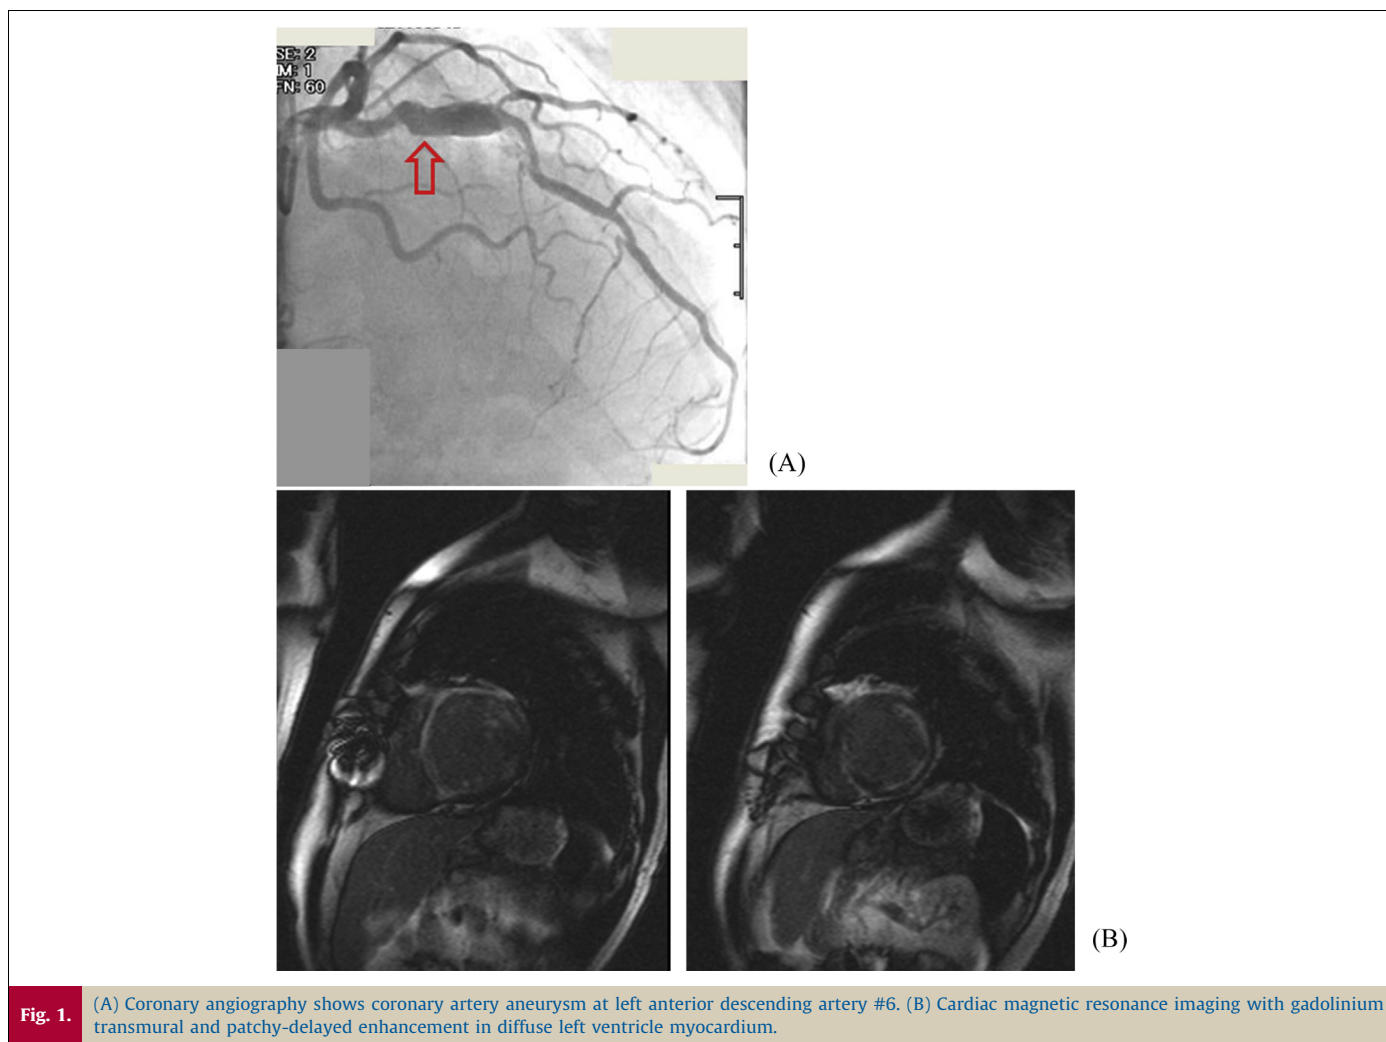 SE: 2
IM: 1
FN: 60
(A)
(B)
Fig. 1.
(A) Coronary angiography shows coronary artery aneurysm at left anterior descending artery #6. (B) Cardiac magnetic resonance imaging with gadolinium
transmural and patchy-delayed enhancement in diffuse left ventricle myocardium.